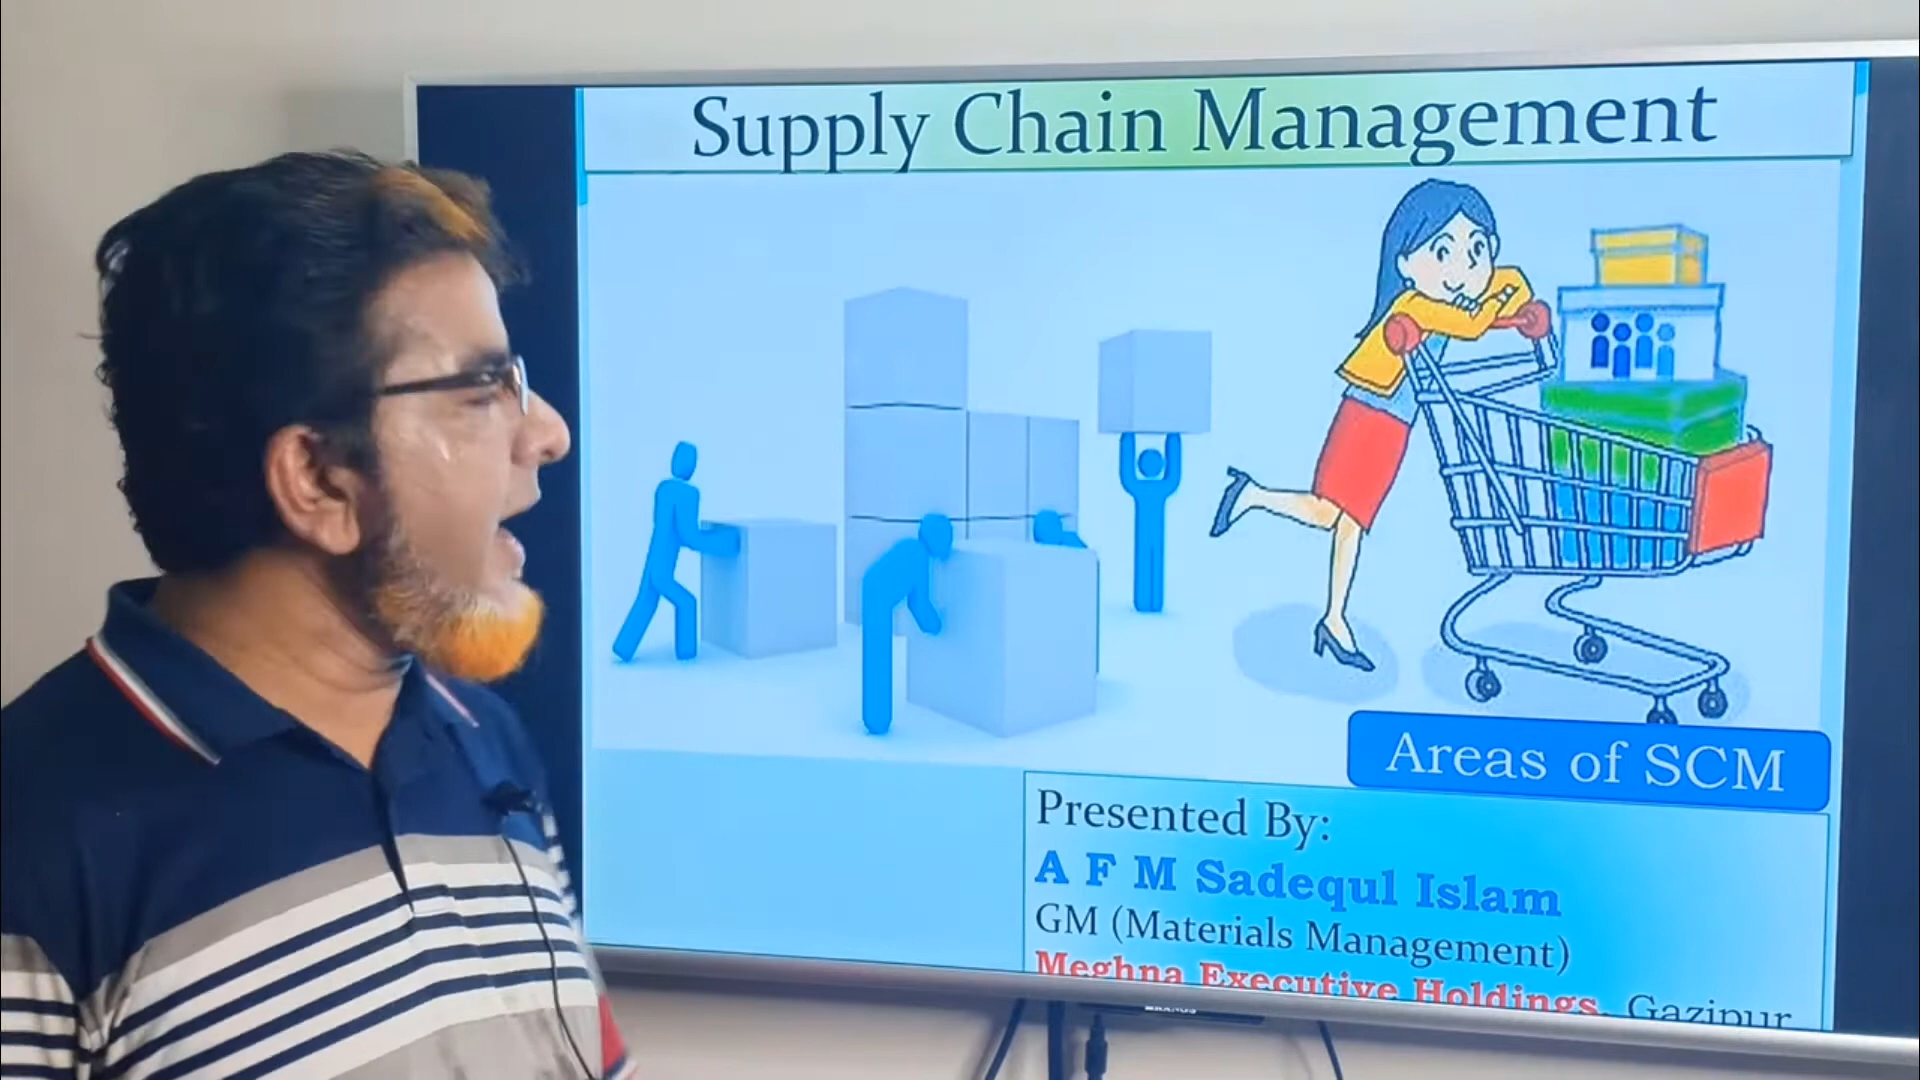 Supply Chain Management
Areas of SCM
Presented By:
A F M Sadequl Islam
GM (Materials Management)
Meghna Executive Holdings, Gazipur